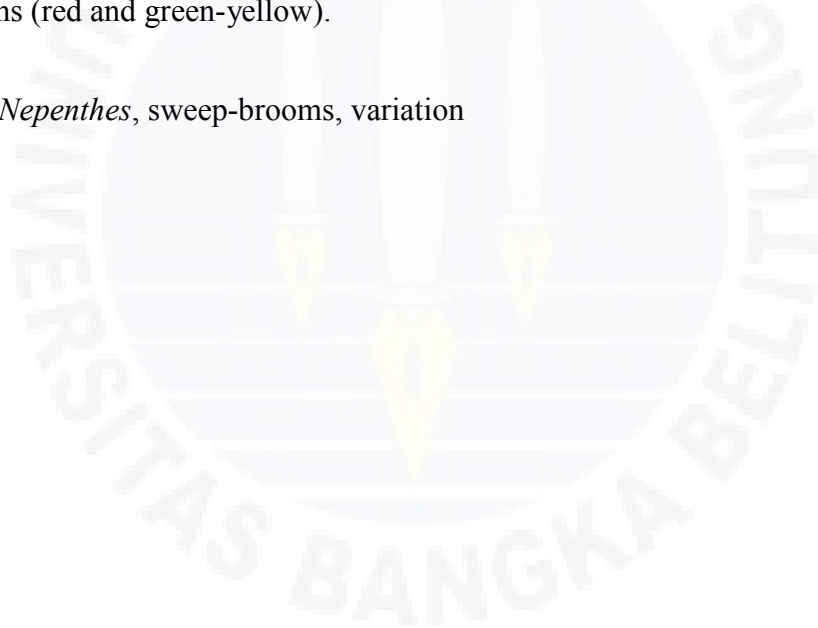 ns (red and green-yellow).
Nepenthes, sweep-brooms, variation
UNIVERSITAS BANGKA BELITUNG